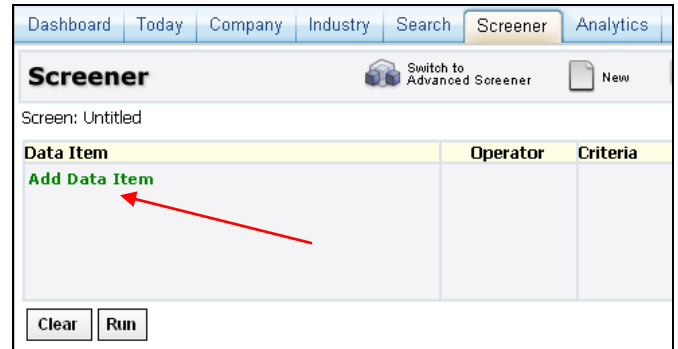 Dashboard Today Company Industry Search Screener Analytics
Screener
Switch to
Advanced Screener
New
Screen: Untitled
Data Item Operator Criteria
Add Data Item
Clear Run